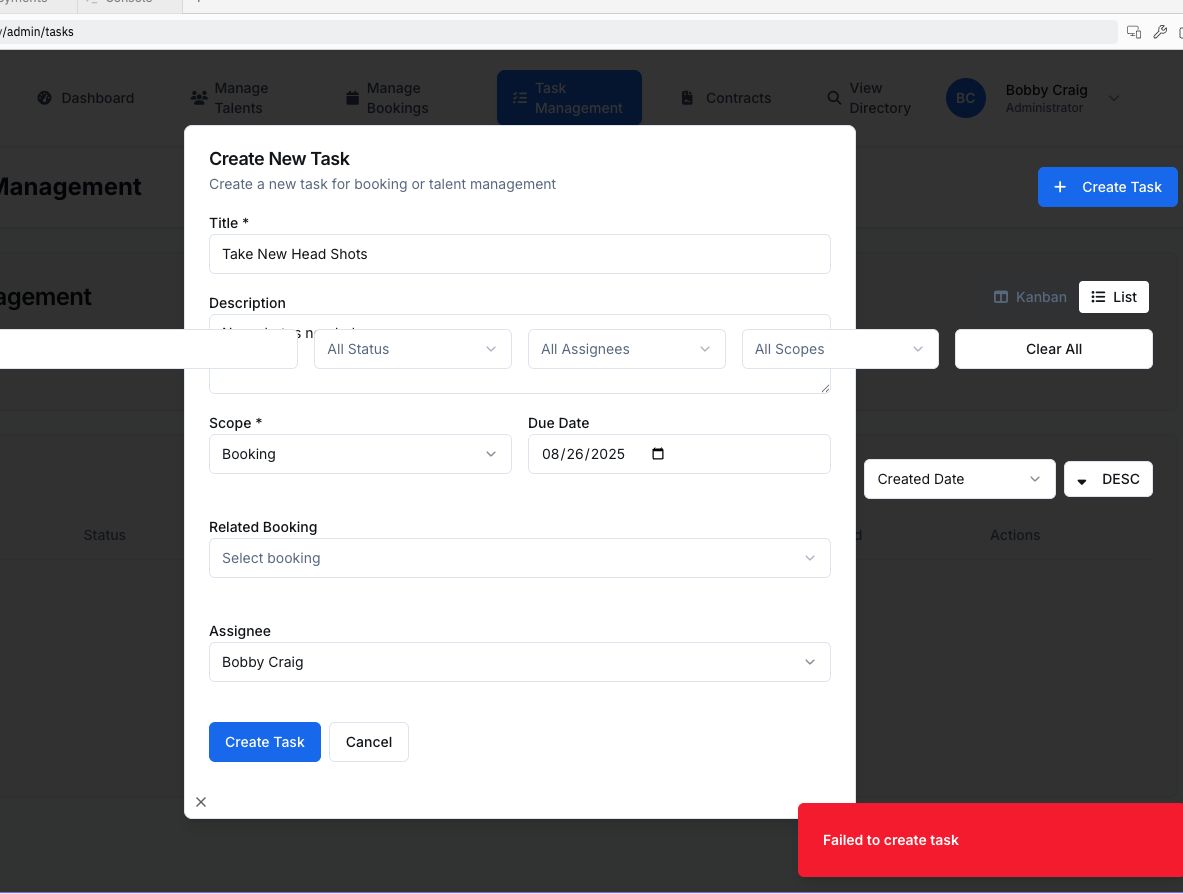 Console
/admin/tasks
Dashboard
Manage
Talents
Manage
Bookings
Task
Management
Contracts
View
Directory
BC
Bobby Craig
Administrator
Management
Create Task
Create New Task
Create a new task for booking or talent management
Title *
Take New Head Shots
Kanban
List
Description
All Status
All Assignees
All Scopes
Clear All
Scope *
Due Date
Booking
08/26/2025
Created Date
DESC
Status
Actions
Related Booking
Select booking
Assignee
Bobby Craig
Create Task
Cancel
Failed to create task